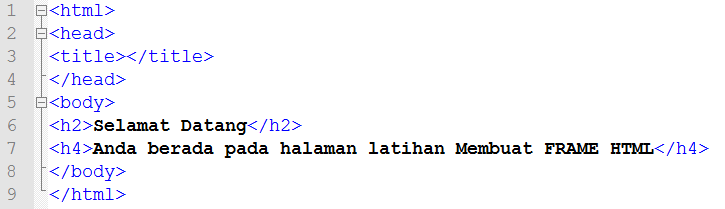 1 <html>
2 <head>
3 <title></title>
4 </head>
5 <body>
6 <h2>Selamat Datang</h2>
7 <h4>Anda berada pada halaman latihan Membuat FRAME HTML</h4>
8 </body>
9 </html>